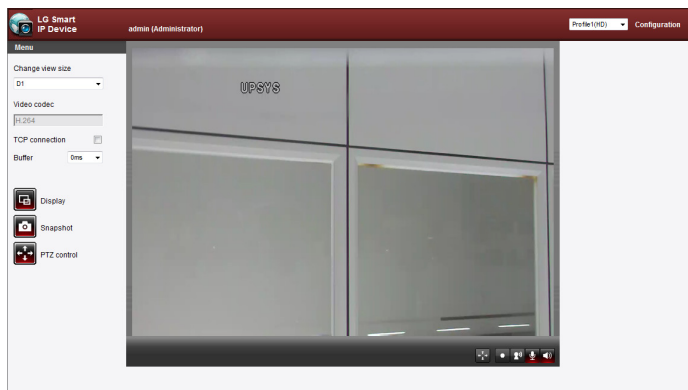 LG Smart
IP Device
admin (Administrator)
Profile1(HD)
Configuration
Menu
Change view size
D1
Video codec
H.264
TCP connection
Buffer
0ms
Display
Snapshot
PTZ control
UPSYS